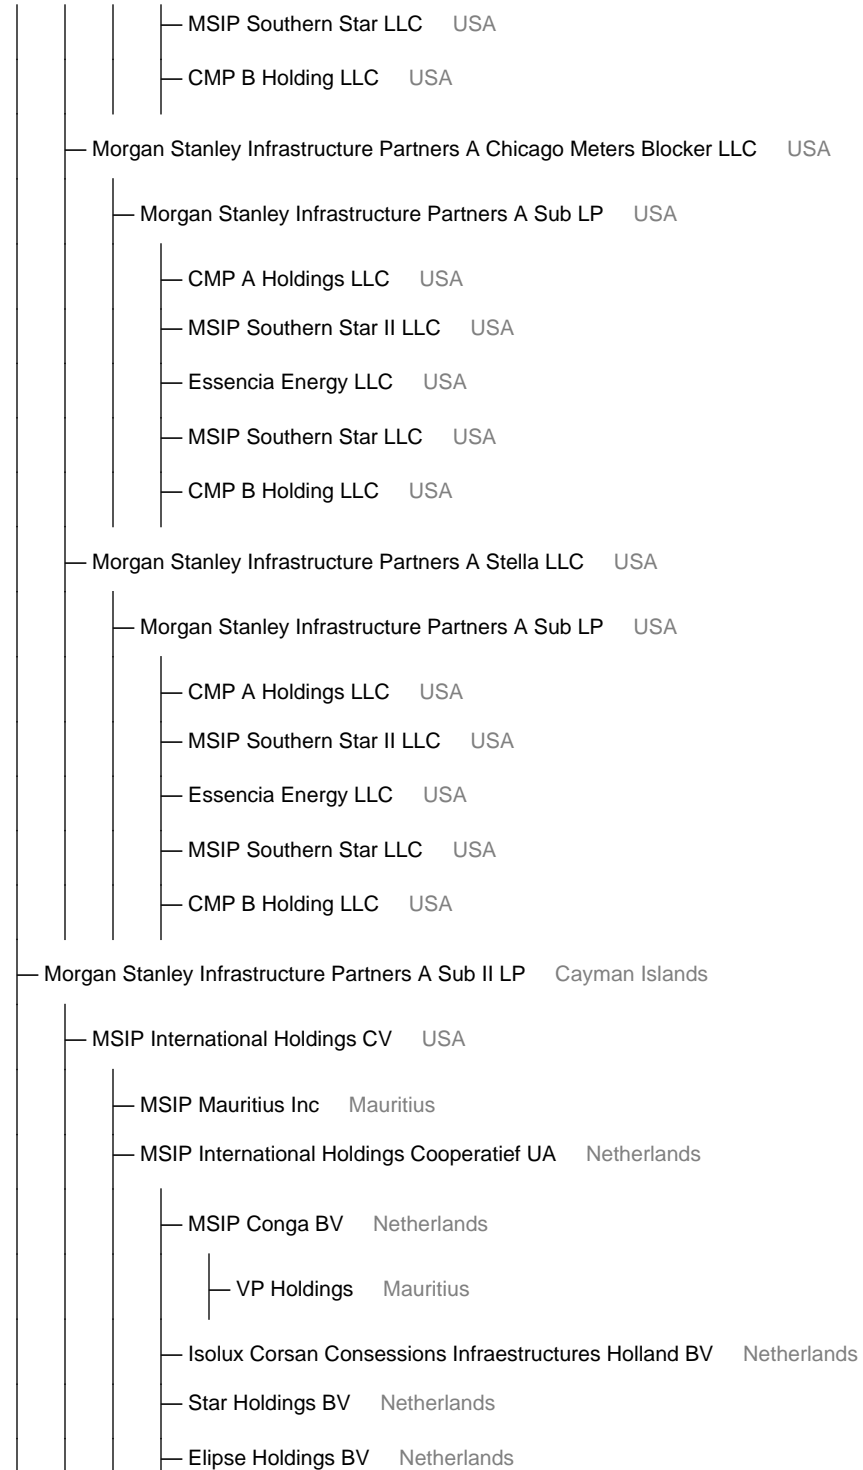 MSIP Southern Star LLC USA
CMP B Holding LLC USA
Morgan Stanley Infrastructure Partners A Chicago Meters Blocker LLC USA
Morgan Stanley Infrastructure Partners A Sub LP USA
CMP A Holdings LLC USA
MSIP Southern Star II LLC USA
Essencia Energy LLC USA
MSIP Southern Star LLC USA
CMP B Holding LLC USA
Morgan Stanley Infrastructure Partners A Stella LLC USA
Morgan Stanley Infrastructure Partners A Sub LP USA
CMP A Holdings LLC USA
MSIP Southern Star II LLC USA
Essencia Energy LLC USA
MSIP Southern Star LLC USA
CMP B Holding LLC USA
Morgan Stanley Infrastructure Partners A Sub II LP Cayman Islands
MSIP International Holdings CV USA
MSIP Mauritius Inc Mauritius
MSIP International Holdings Cooperatief UA Netherlands
MSIP Conga BV Netherlands
VP Holdings Mauritius
Isolux Corsan Consessions Infraestructures Holland BV Netherlands
Star Holdings BV Netherlands
Elipse Holdings BV Netherlands